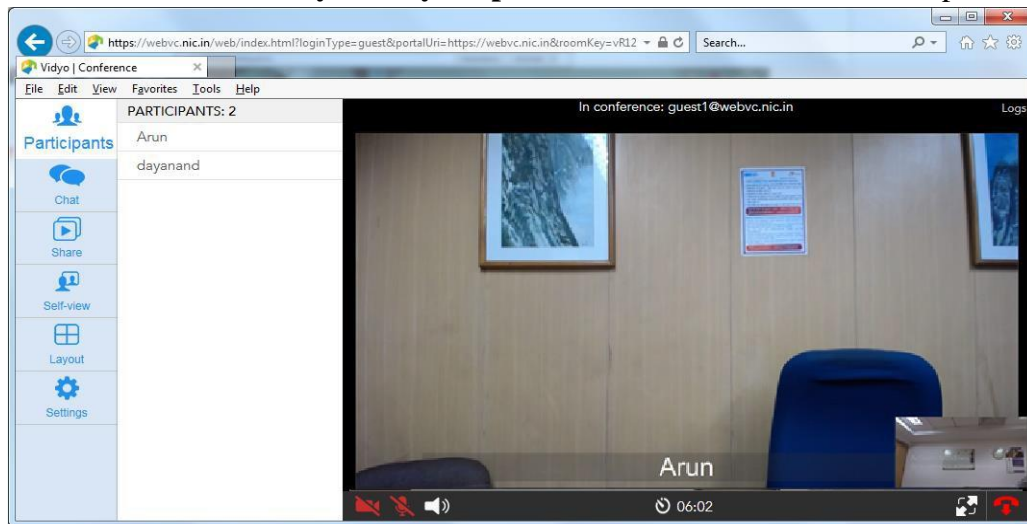 https://webvc.nic.in/web/index.html?loginType=guest&portalUri=https://webvc.nic.in&roomKey=vR12
Search...
Vidyo | Conference
File Edit View Favorites Tools Help
Participants
Chat
Share
Self-view
Layout
Settings
PARTICIPANTS: 2
Arun
dayanand
In conference: guest1@webvc.nic.in
Logs
Arun
06:02